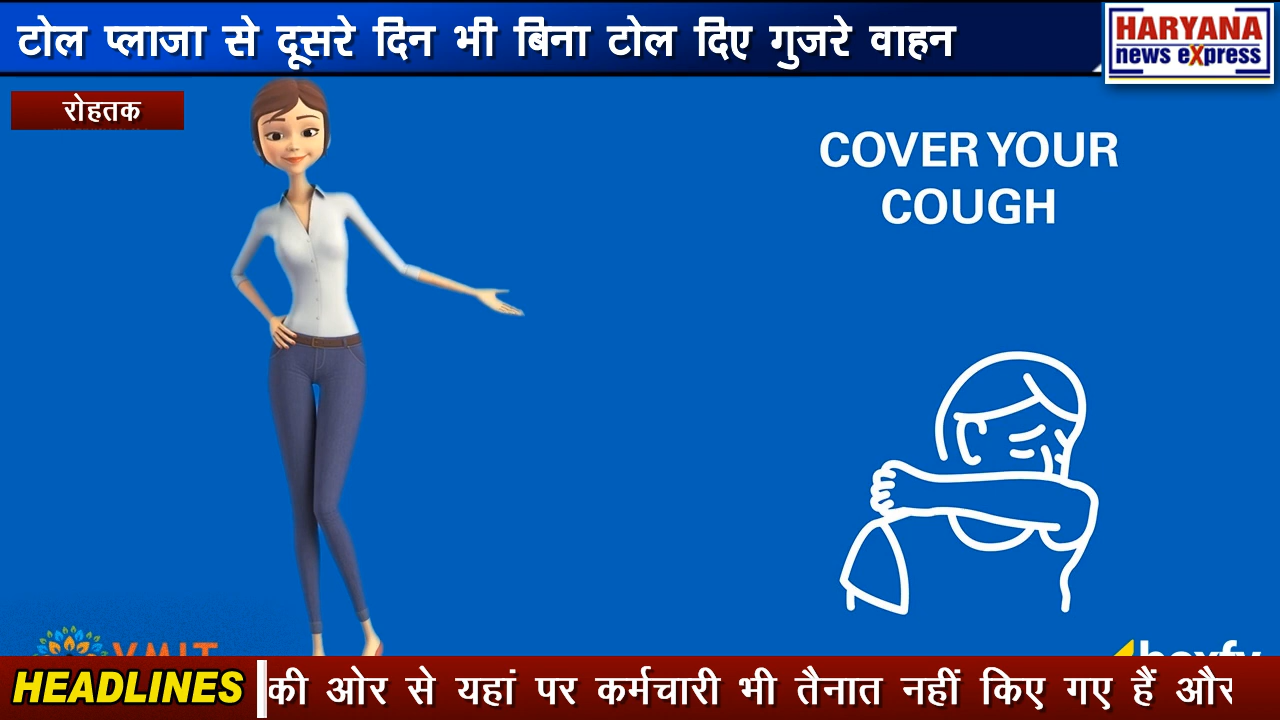 टोल प्लाजा से दूसरे दिन भी बिना टोल दिए गुजरे वाहन
HARYANA
news eXpress
रोहतक
COVER YOUR
COUGH
HEADLINES
की ओर से यहां पर कर्मचारी भी तैनात नहीं किए गए हैं और